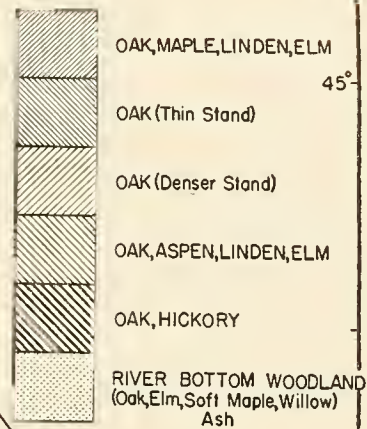 OAK,MAPLE,LINDEN,ELM
45°
OAK(Thin Stand)
OAK(Denser Stand)
OAK,ASPEN,LINDEN,ELM
OAK,HICKORY
RIVER BOTTOM WOODLAND
(Oak,Elm,Soft Maple,Willow)
Ash